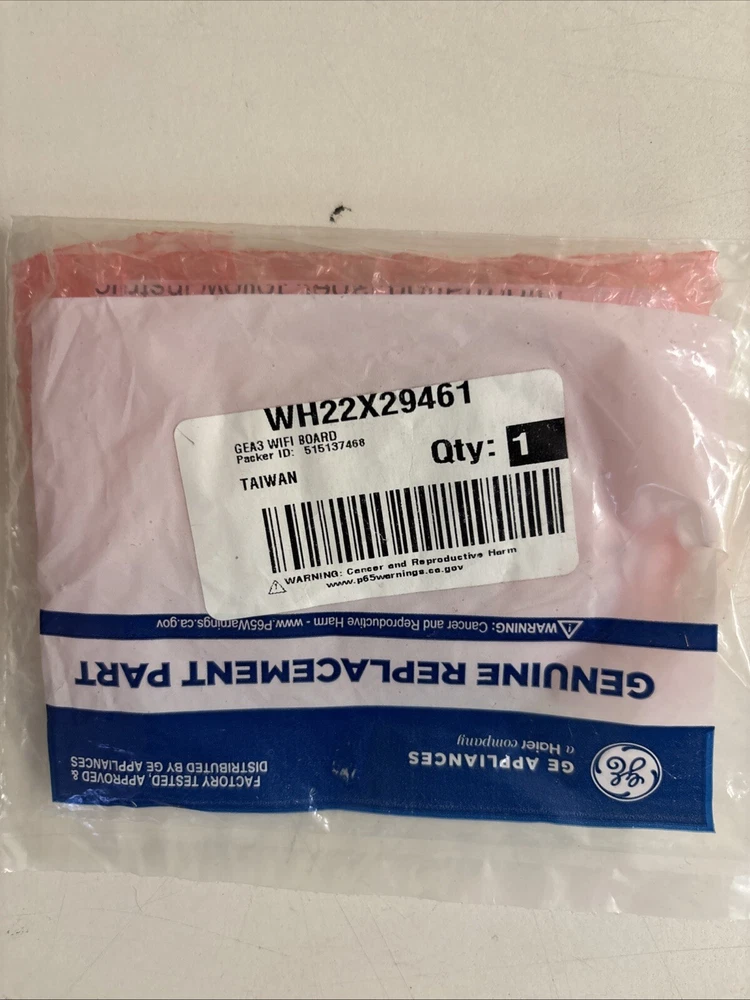 WH22X29461
GEA3 WIFI BOARD
Packer ID: 515137468
Qty: 1
TAIWAN
WARNING: Cancer and Reproductive Harm
www.p65warnings.ca.gov
WARNING: Cancer and Reproductive Harm - www.P65Warnings.ca.gov
GENUINE REPLACEMENT PART
GE APPLIANCES
a Haier company
FACTORY TESTED, APPROVED &
DISTRIBUTED BY GE APPLIANCES
GE